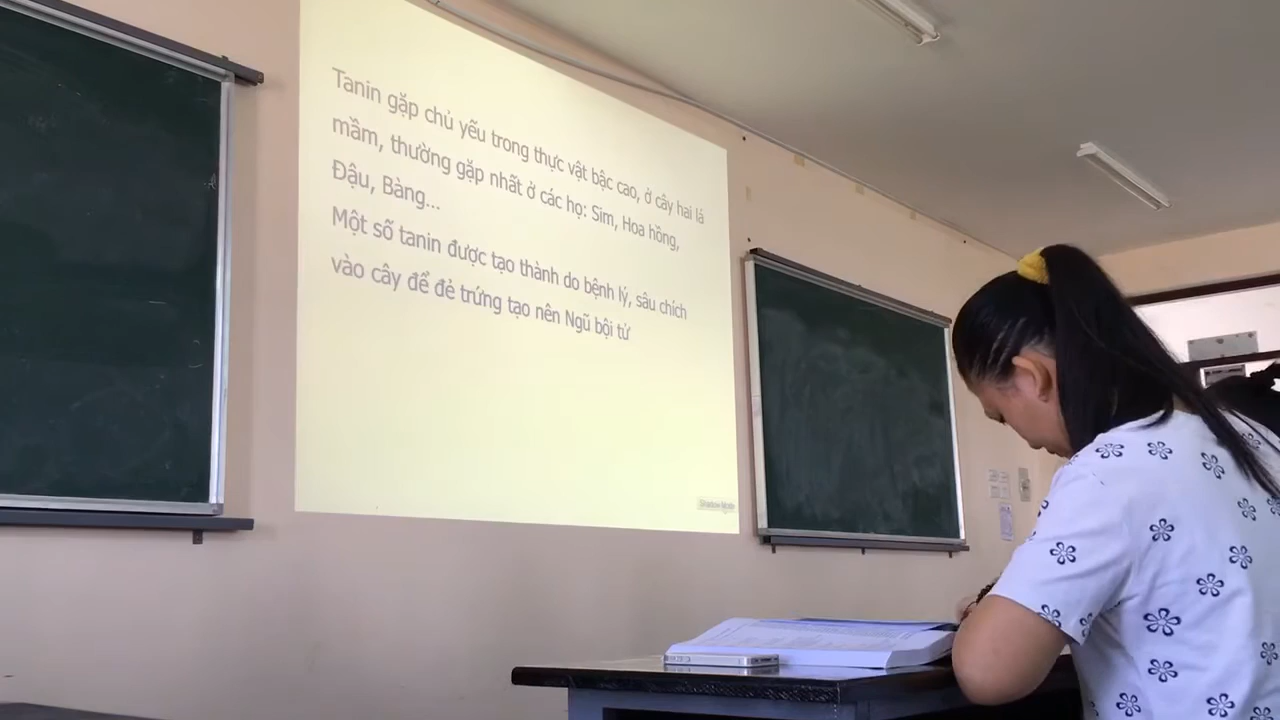 Tanin gặp chủ yếu trong thực vật bậc cao, ở cây hai lá
mầm, thường gặp nhất ở các họ: Sim, Hoa hồng,
Đậu, Bàng...
Một số tanin được tạo thành do bệnh lý, sâu chích
vào cây để đẻ trứng tạo nên Ngũ bội tử
Shadow Mode